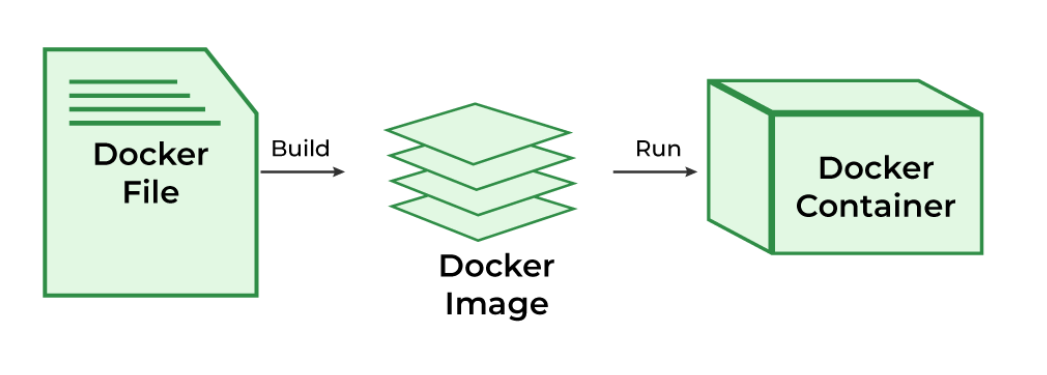 Docker
File
Build
Docker
Image
Run
Docker
Container